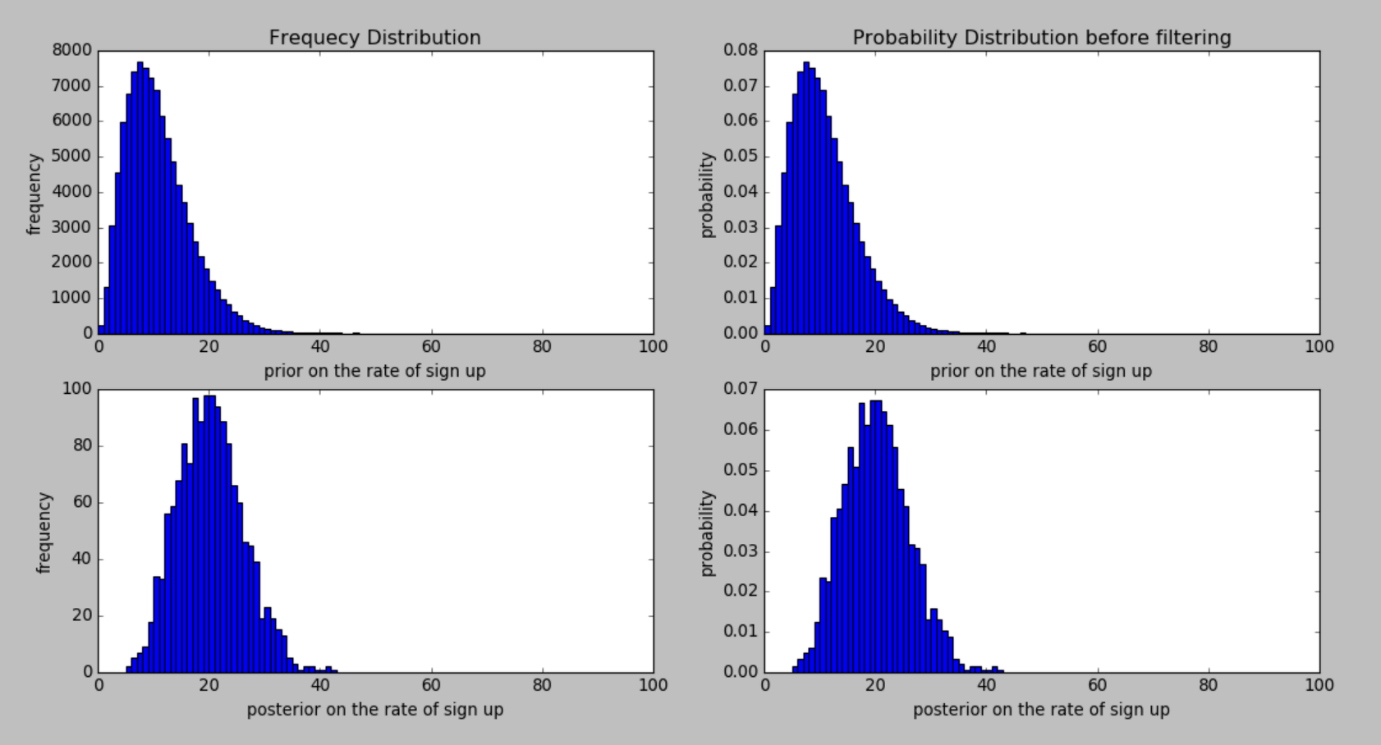 Frequecy Distribution
8000
7000
6000
5000
4000
3000
2000
1000
0
frequency
0 20 40 60 80 100
prior on the rate of sign up
Probability Distribution before filtering
0.08
0.07
0.06
0.05
0.04
0.03
0.02
0.01
0.00
probability
0 20 40 60 80 100
prior on the rate of sign up
100
80
60
40
20
0
frequency
0 20 40 60 80 100
posterior on the rate of sign up
0.07
0.06
0.05
0.04
0.03
0.02
0.01
0.00
probability
0 20 40 60 80 100
posterior on the rate of sign up